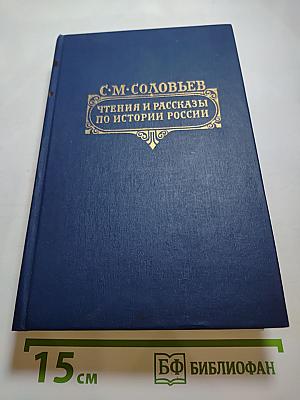 С·М·СОЛОВЬЕВ
ЧТЕНИЯ И РАССКАЗЫ
ПО ИСТОРИИ РОССИИ
15 см
БФ БИБЛИОФАН